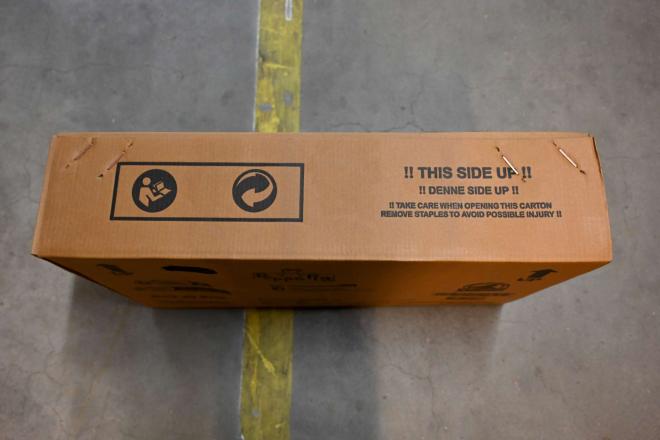 !! THIS SIDE UP !!
!! DENNE SIDE UP !!
!! TAKE CARE WHEN OPENING THIS CARTON
REMOVE STAPLES TO AVOID POSSIBLE INJURY !!